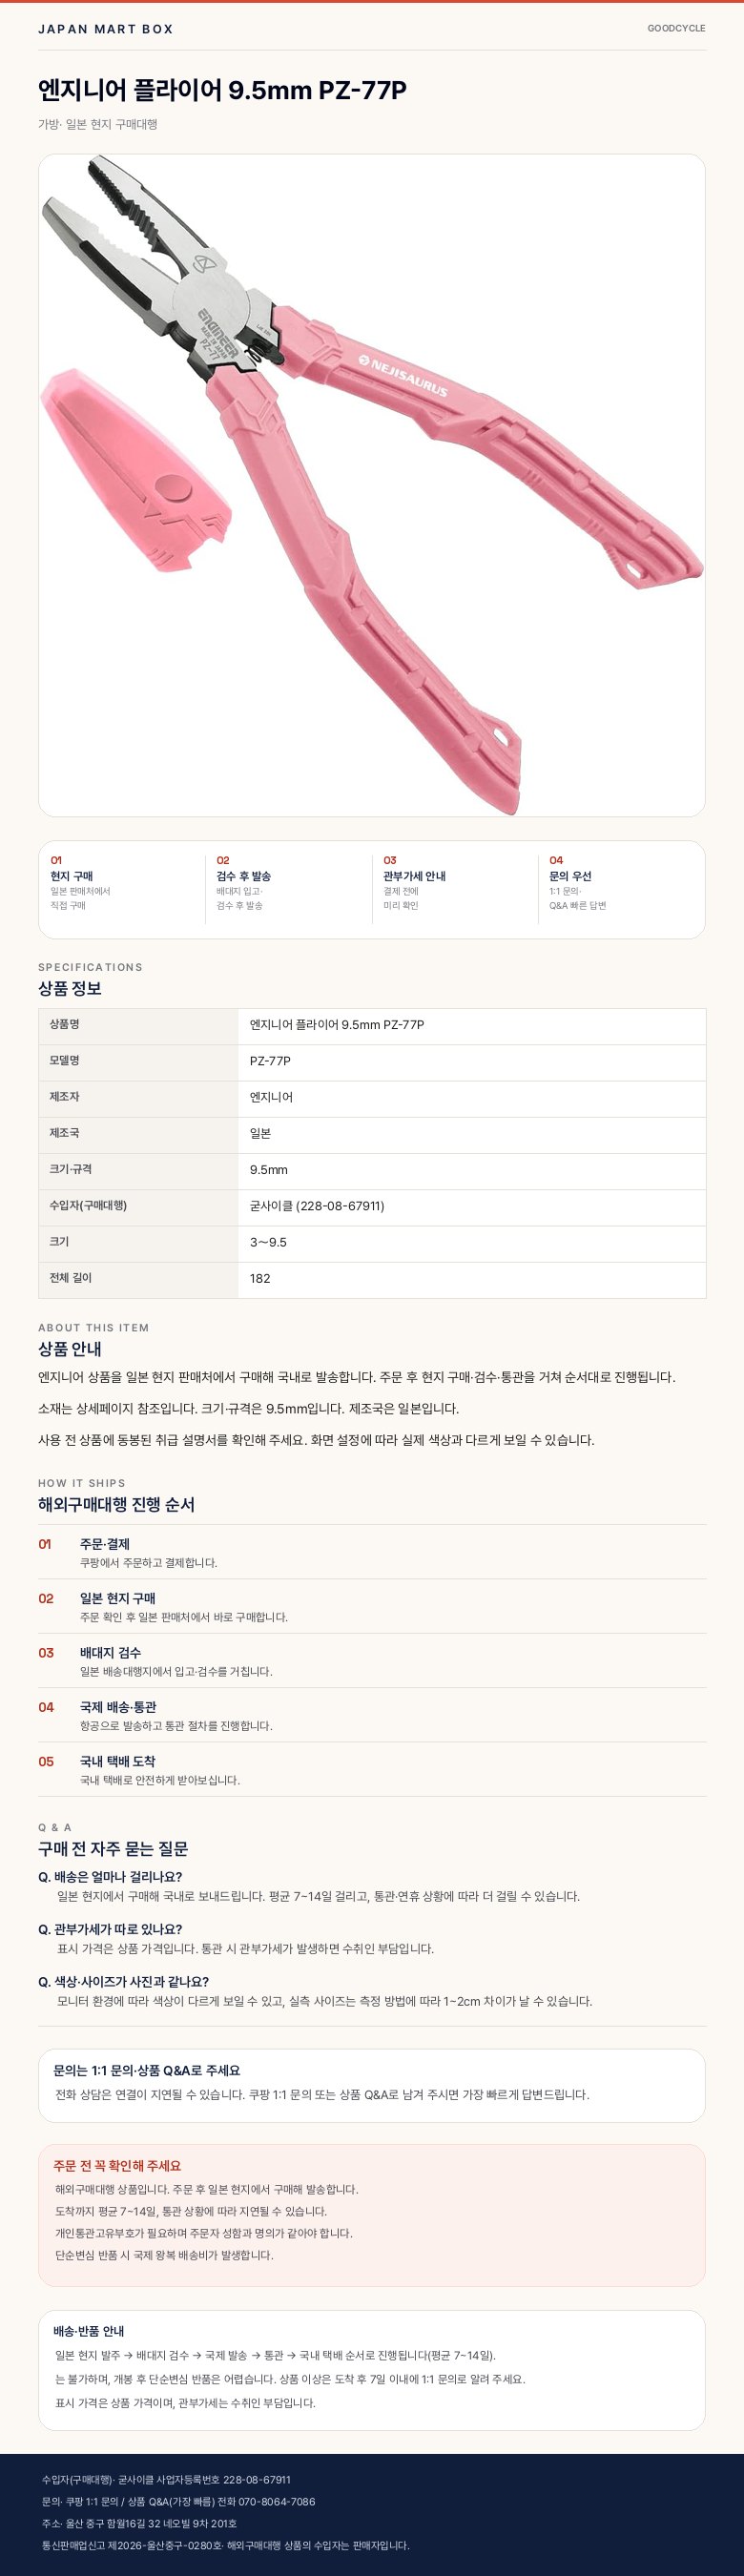 JAPAN MART BOX
GOODCYCLE
엔지니어 플라이어 9.5mm PZ-77P
가방· 일본 현지 구매대행
ENGINEER
MADE IN JAPAN
PZ-77
NEJISAURUS
01
현지 구매
일본 판매처에서
직접 구매
02
검수 후 발송
배대지 입고·
검수 후 발송
03
관부가세 안내
결제 전에
미리 확인
04
문의 우선
1:1 문의·
Q&A 빠른 답변
SPECIFICATIONS
상품 정보
상품명 엔지니어 플라이어 9.5mm PZ-77P
모델명 PZ-77P
제조자 엔지니어
제조국 일본
크기·규격 9.5mm
수입자(구매대행) 굳사이클 (228-08-67911)
크기 3～9.5
전체 길이 182
ABOUT THIS ITEM
상품 안내
엔지니어 상품을 일본 현지 판매처에서 구매해 국내로 발송합니다. 주문 후 현지 구매·검수·통관을 거쳐 순서대로 진행됩니다.
소재는 상세페이지 참조입니다. 크기·규격은 9.5mm입니다. 제조국은 일본입니다.
사용 전 상품에 동봉된 취급 설명서를 확인해 주세요. 화면 설정에 따라 실제 색상과 다르게 보일 수 있습니다.
HOW IT SHIPS
해외구매대행 진행 순서
01 주문·결제
쿠팡에서 주문하고 결제합니다.
02 일본 현지 구매
주문 확인 후 일본 판매처에서 바로 구매합니다.
03 배대지 검수
일본 배송대행지에서 입고·검수를 거칩니다.
04 국제 배송·통관
항공으로 발송하고 통관 절차를 진행합니다.
05 국내 택배 도착
국내 택배로 안전하게 받아보십니다.
Q & A
구매 전 자주 묻는 질문
Q. 배송은 얼마나 걸리나요?
일본 현지에서 구매해 국내로 보내드립니다. 평균 7~14일 걸리고, 통관·연휴 상황에 따라 더 걸릴 수 있습니다.
Q. 관부가세가 따로 있나요?
표시 가격은 상품 가격입니다. 통관 시 관부가세가 발생하면 수취인 부담입니다.
Q. 색상·사이즈가 사진과 같나요?
모니터 환경에 따라 색상이 다르게 보일 수 있고, 실측 사이즈는 측정 방법에 따라 1~2cm 차이가 날 수 있습니다.
문의는 1:1 문의·상품 Q&A로 주세요
전화 상담은 연결이 지연될 수 있습니다. 쿠팡 1:1 문의 또는 상품 Q&A로 남겨 주시면 가장 빠르게 답변드립니다.
주문 전 꼭 확인해 주세요
해외구매대행 상품입니다. 주문 후 일본 현지에서 구매해 발송합니다.
도착까지 평균 7~14일, 통관 상황에 따라 지연될 수 있습니다.
개인통관고유부호가 필요하며 주문자 성함과 명의가 같아야 합니다.
단순변심 반품 시 국제 왕복 배송비가 발생합니다.
배송·반품 안내
일본 현지 발주 → 배대지 검수 → 국제 발송 → 통관 → 국내 택배 순서로 진행됩니다(평균 7~14일).
는 불가하며, 개봉 후 단순변심 반품은 어렵습니다. 상품 이상은 도착 후 7일 이내에 1:1 문의로 알려 주세요.
표시 가격은 상품 가격이며, 관부가세는 수취인 부담입니다.
수입자(구매대행)· 굳사이클 사업자등록번호 228-08-67911
문의· 쿠팡 1:1 문의 / 상품 Q&A(가장 빠름) 전화 070-8064-7086
주소· 울산 중구 함월16길 32 네오빌 9차 201호
통신판매업신고 제2026-울산중구-0280호· 해외구매대행 상품의 수입자는 판매자입니다.